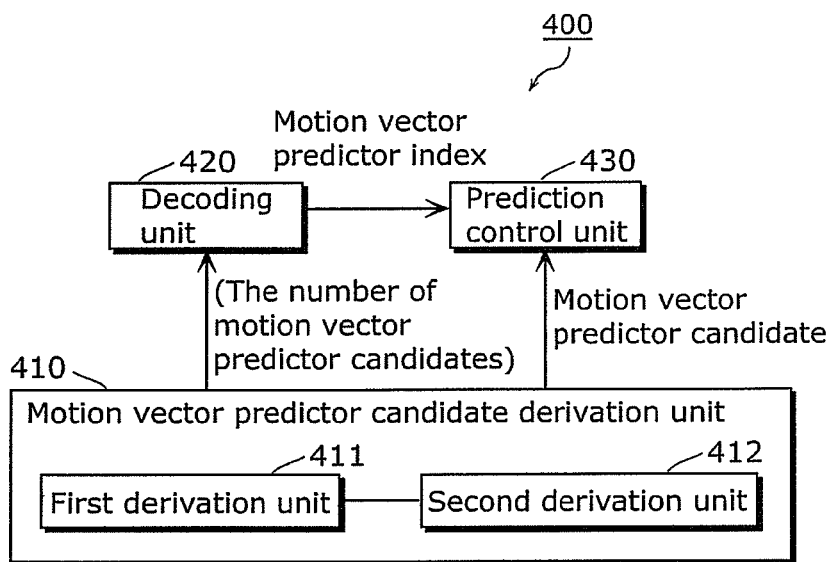 400
Motion vector
predictor index
420
430
Decoding
unit
Prediction
control unit
(The number of
motion vector
predictor candidates)
Motion vector
predictor candidate
410
Motion vector predictor candidate derivation unit
411
412
First derivation unit
Second derivation unit